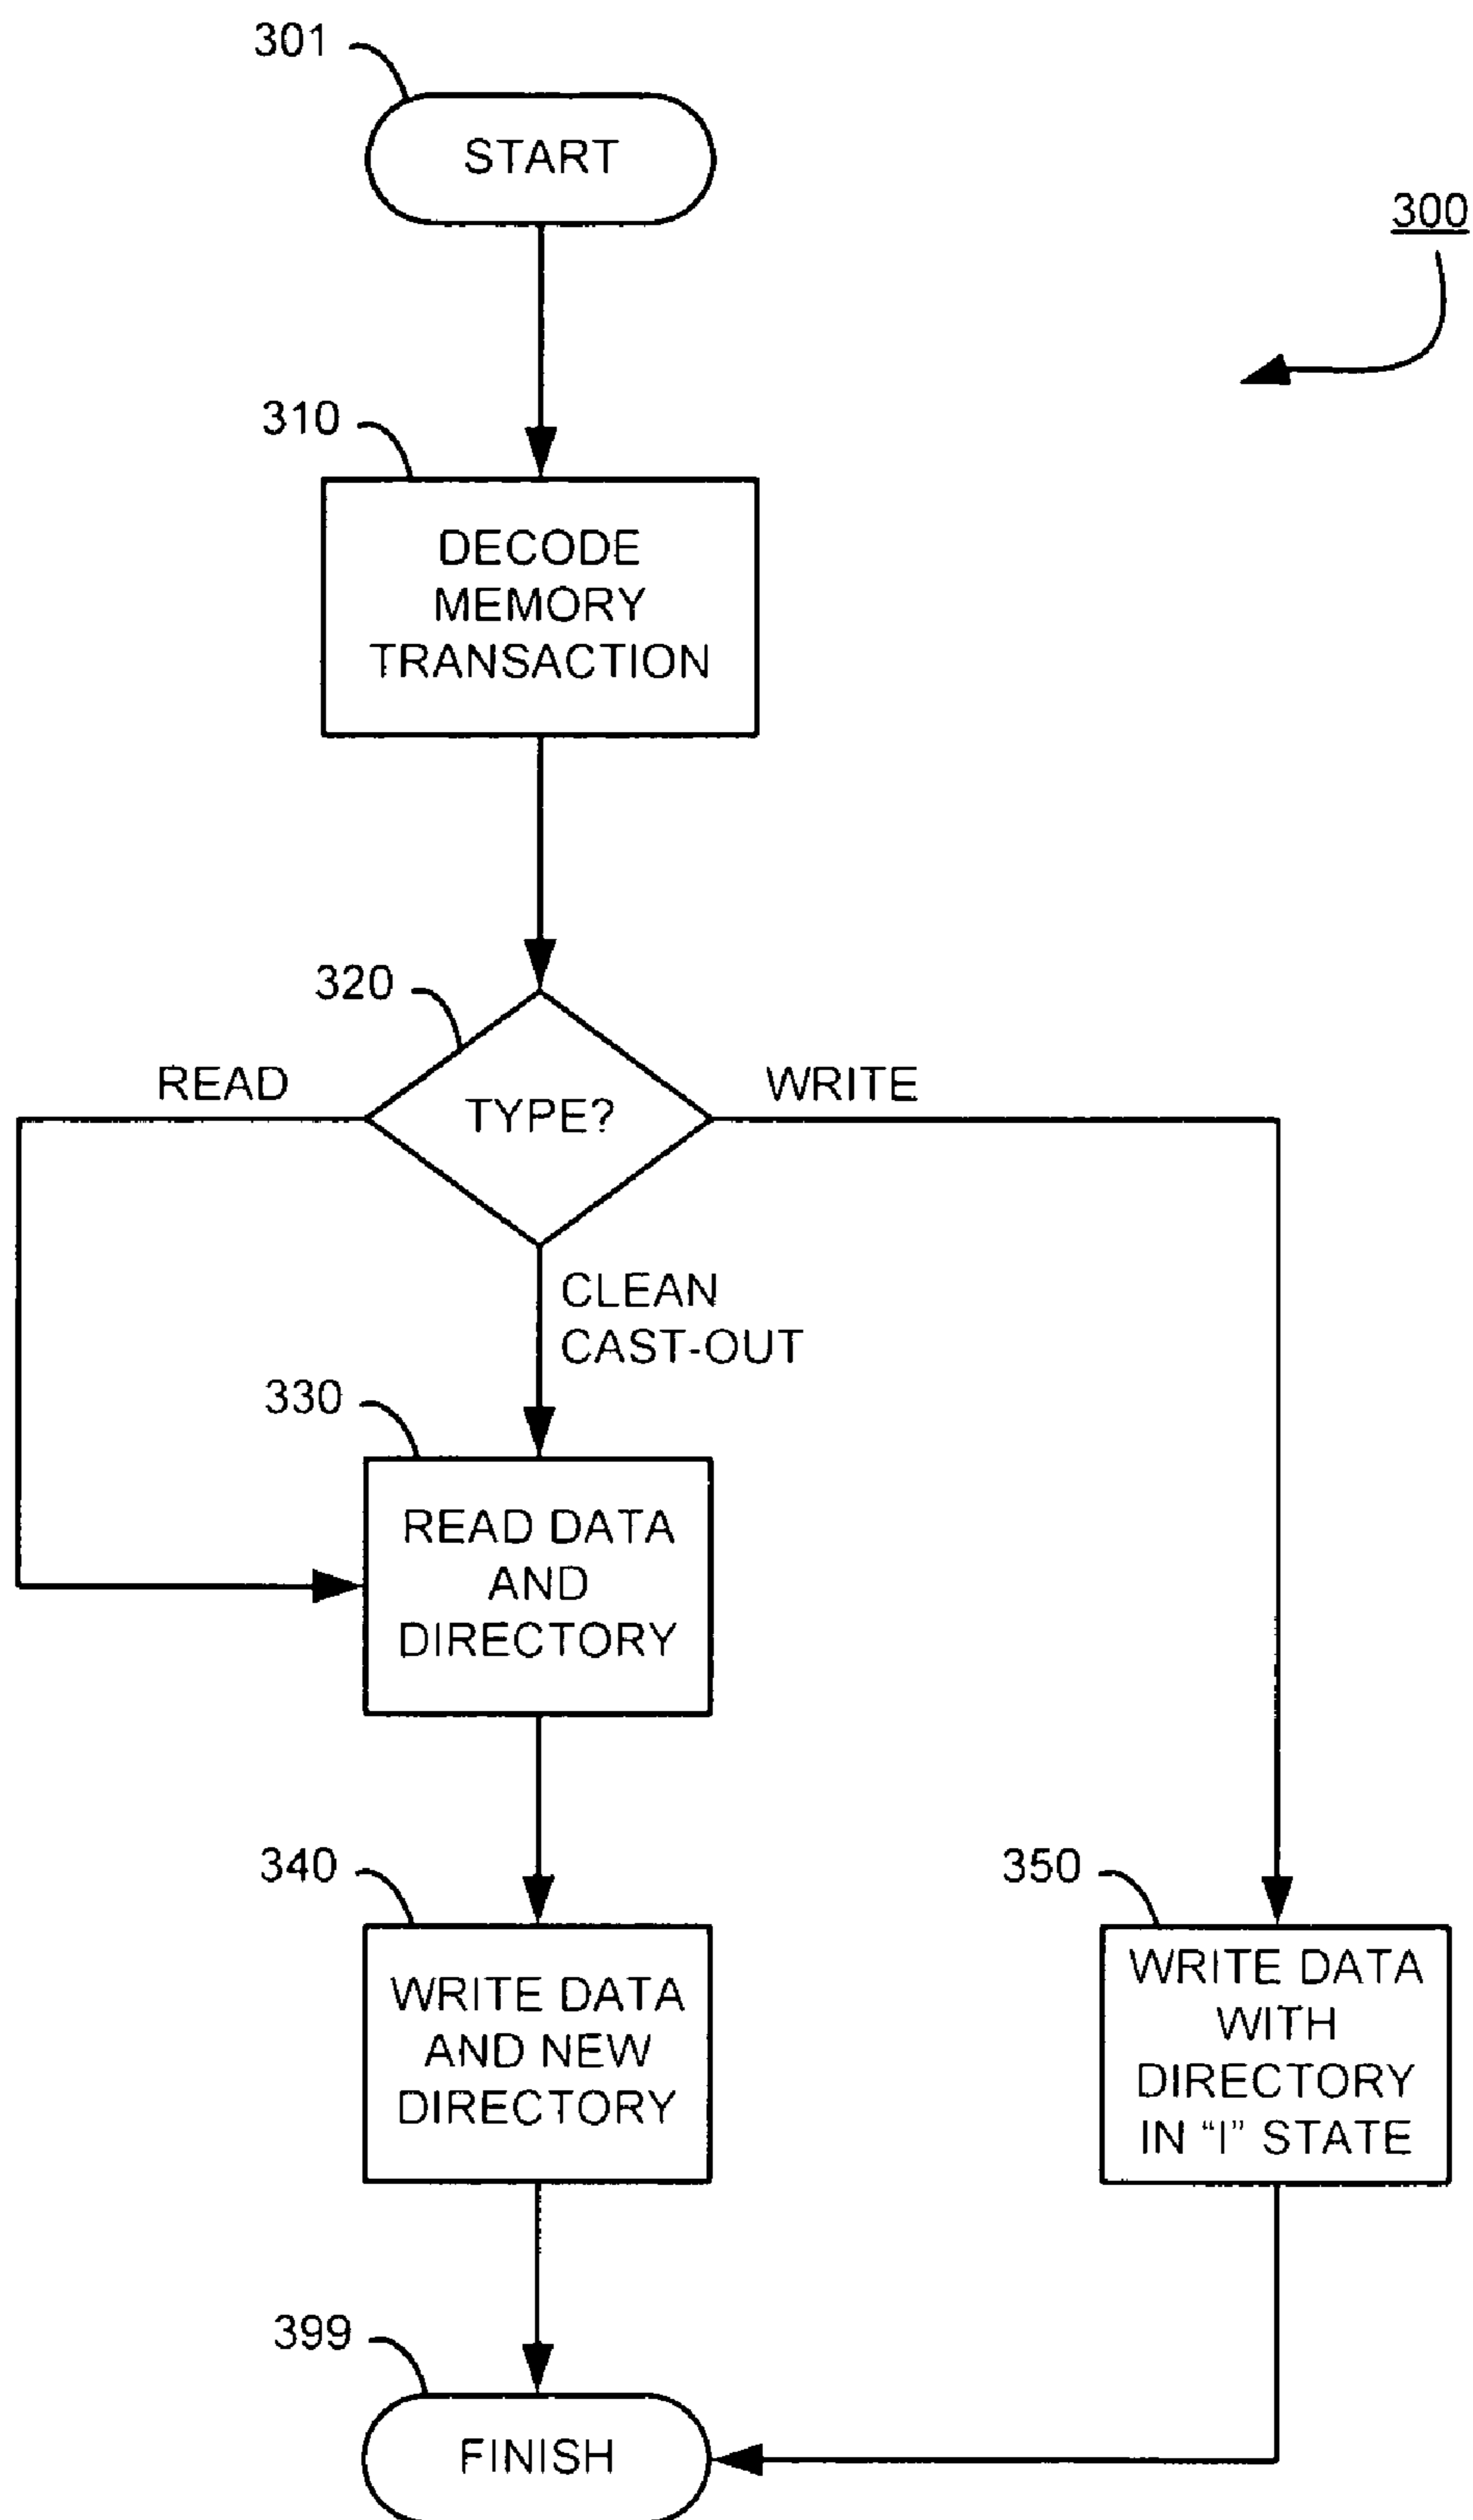 301
START
300
310
DECODE
MEMORY
TRANSACTION
320
READ
TYPE?
WRITE
CLEAN
CAST-OUT
330
READ DATA
AND
DIRECTORY
340
WRITE DATA
AND NEW
DIRECTORY
350
WRITE DATA
WITH
DIRECTORY
IN “I” STATE
399
FINISH